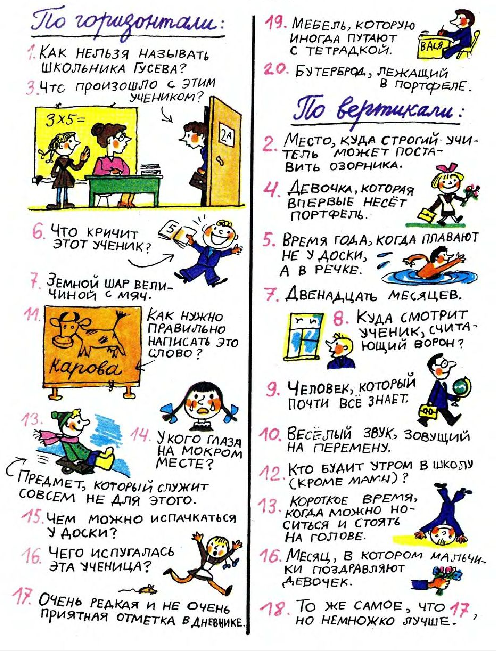 По горизонтали:
1. Как нельзя называть
школьника Гусева?
3. Что произошло с этим
учеником?
3×5=
2А
6. Что кричит
этот ученик?
5
7. Земной шар вели-
чиной с мяч.
11. Как нужно
правильно
написать это
слово?
Карова
13.
14. У кого глаза
на мокром
месте?
Предмет, который служит
совсем не для этого.
15. Чем можно испачкаться
у доски?
16. Чего испугалась
эта ученица?
17. Очень редкая и не очень
приятная отметка в дневнике.
19. Мебель, которую
иногда путают
с тетрадкой.
Вася
20. Бутерброд, лежащий
в портфеле.
По вертикали:
2. Место, куда строгий учи-
тель может поста-
вить озорника.
4. Девочка, которая
впервые несёт
портфель.
5. Время года, когда плавают
не у доски,
а в речке.
7. Двенадцать месяцев.
8. Куда смотрит
ученик, счита-
ющий ворон?
9. Человек, который
почти всё знает.
10. Весёлый звук, зовущий
на перемену.
12. Кто будит утром в школу
(кроме мамы)?
13. Короткое время,
когда можно но-
ситься и стоять
на голове.
16. Месяц, в котором мальчи-
ки поздравляют
девочек.
18. То же самое, что 17,
но немножко лучше.